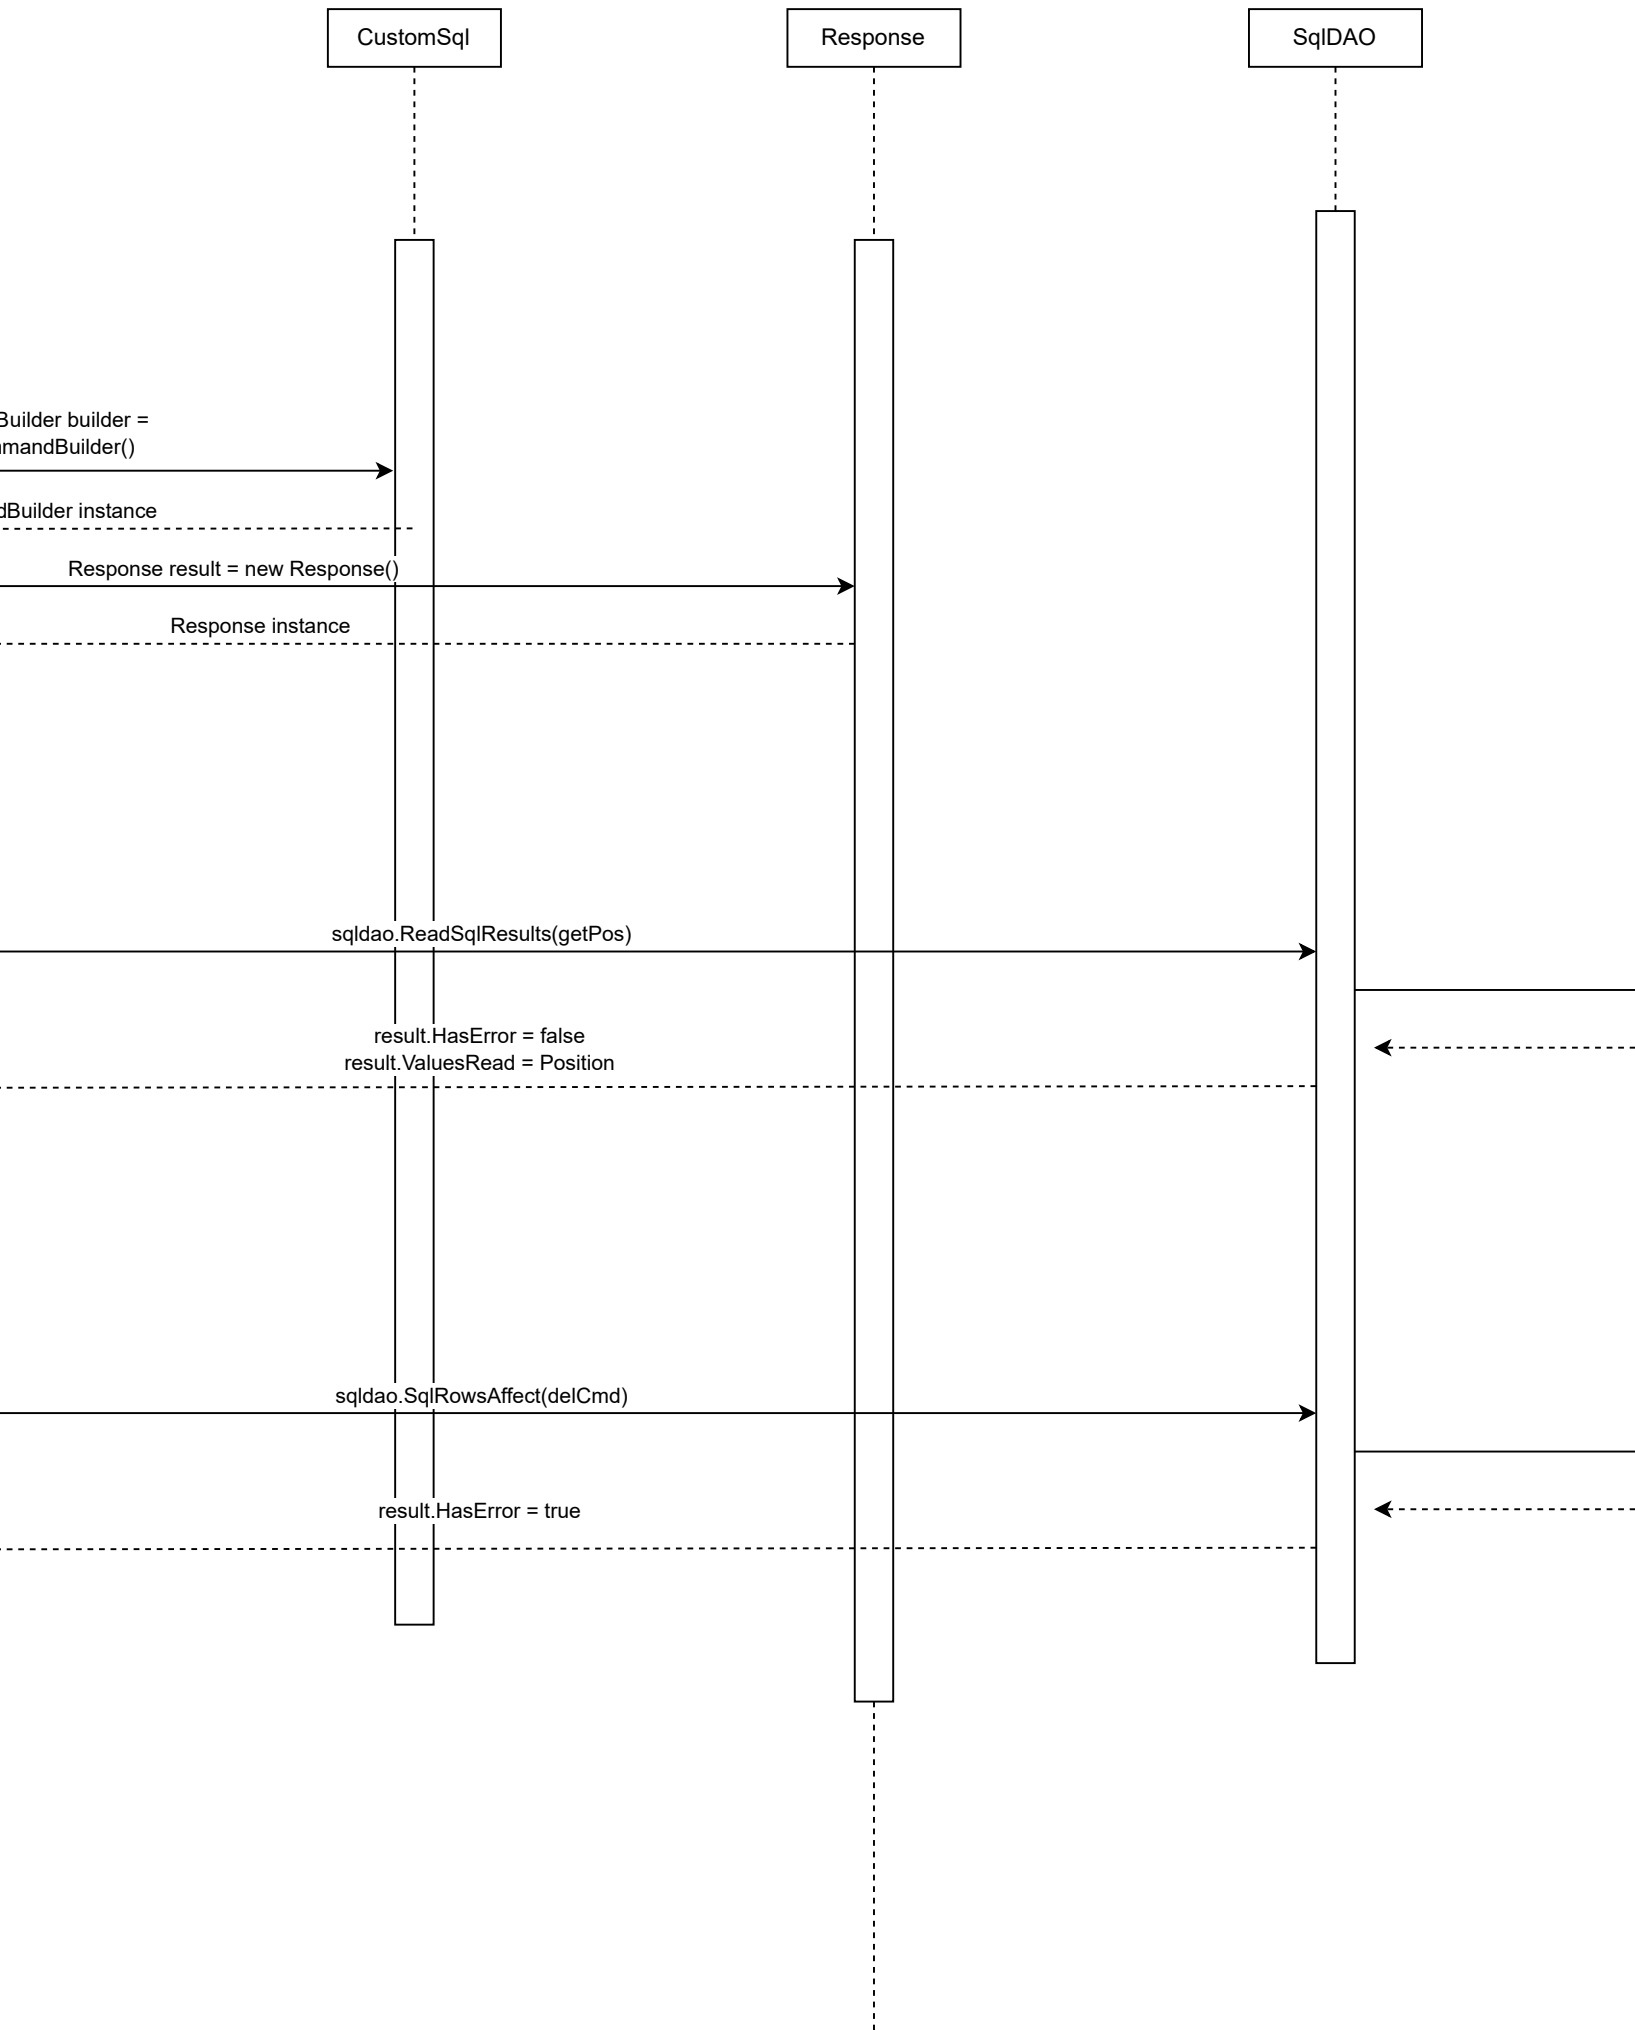 CustomSql
Response
SqlDAO
Builder builder =
mandBuilder()
dBuilder instance
Response result = new Response()
Response instance
sqldao.ReadSqlResults(getPos)
result.HasError = false
result.ValuesRead = Position
sqldao.SqlRowsAffect(delCmd)
result.HasError = true